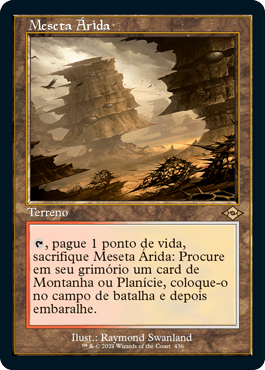 Meseta Árida
Terreno
, pague 1 ponto de vida,
sacrifique Meseta Árida: Procure
em seu grimório um card de
Montanha ou Planície, coloque-o
no campo de batalha e depois
embaralhe.
Ilust.: Raymond Swanland
™ & © 2021 Wizards of the Coast 436